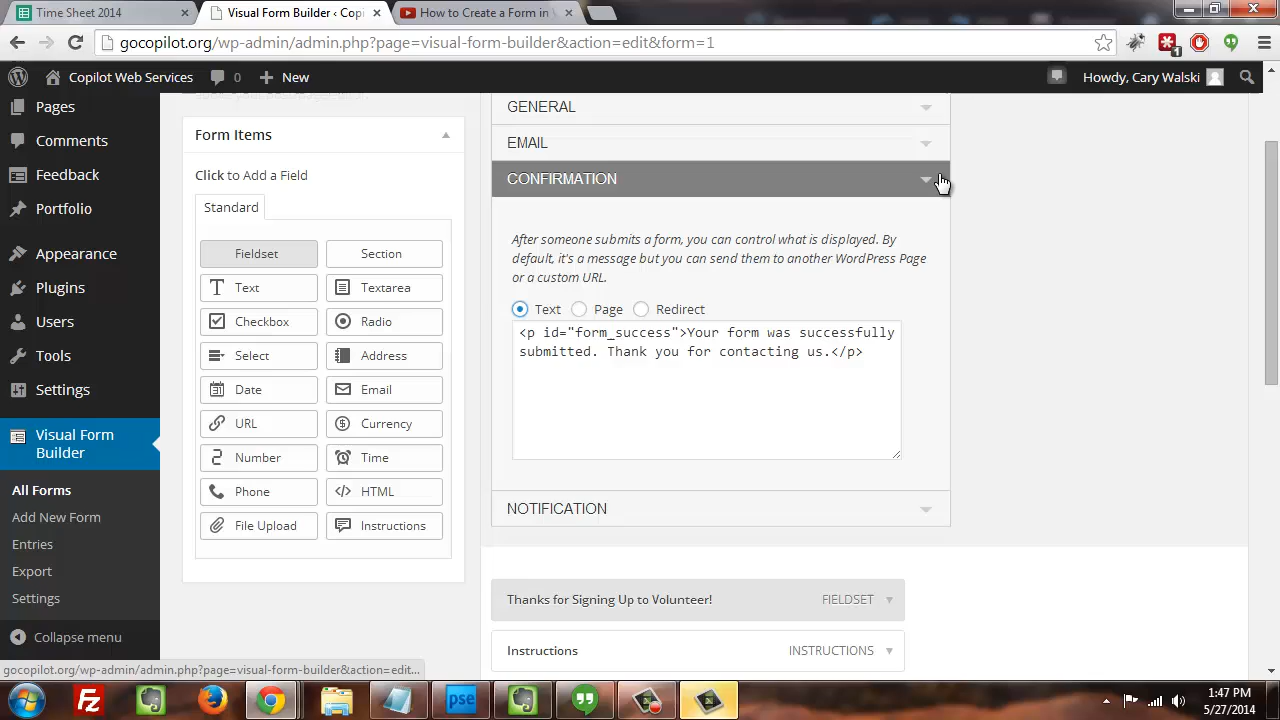 Time Sheet 2014
Visual Form Builder ‹ Copi
How to Create a Form in
gocopilot.org/wp-admin/admin.php?page=visual-form-builder&action=edit&form=1
1
Copilot Web Services
0
New
Howdy, Cary Walski
Pages
Comments
Feedback
Portfolio
Appearance
Plugins
Users
Tools
Settings
Visual Form
Builder
All Forms
Add New Form
Entries
Export
Settings
Collapse menu
Form Items
Click to Add a Field
Standard
Fieldset
Section
Text
Textarea
Checkbox
Radio
Select
Address
Date
Email
URL
Currency
Number
Time
Phone
HTML
File Upload
Instructions
GENERAL
EMAIL
CONFIRMATION
After someone submits a form, you can control what is displayed. By
default, it's a message but you can send them to another WordPress Page
or a custom URL.
Text
Page
Redirect
<p id="form_success">Your form was successfully
submitted. Thank you for contacting us.</p>
NOTIFICATION
Thanks for Signing Up to Volunteer!
FIELDSET
Instructions
INSTRUCTIONS
gocopilot.org/wp-admin/admin.php?page=visual-form-builder&action=edit...
Fz
pse
1:47 PM
5/27/2014